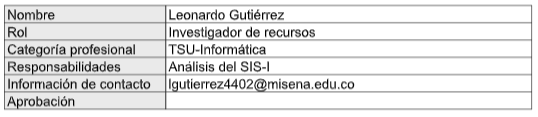 Nombre Leonardo Gutiérrez
Rol Investigador de recursos
Categoría profesional TSU-Informática
Responsabilidades Análisis del SIS-I
Información de contacto lgutierrez4402@misena.edu.co
Aprobación